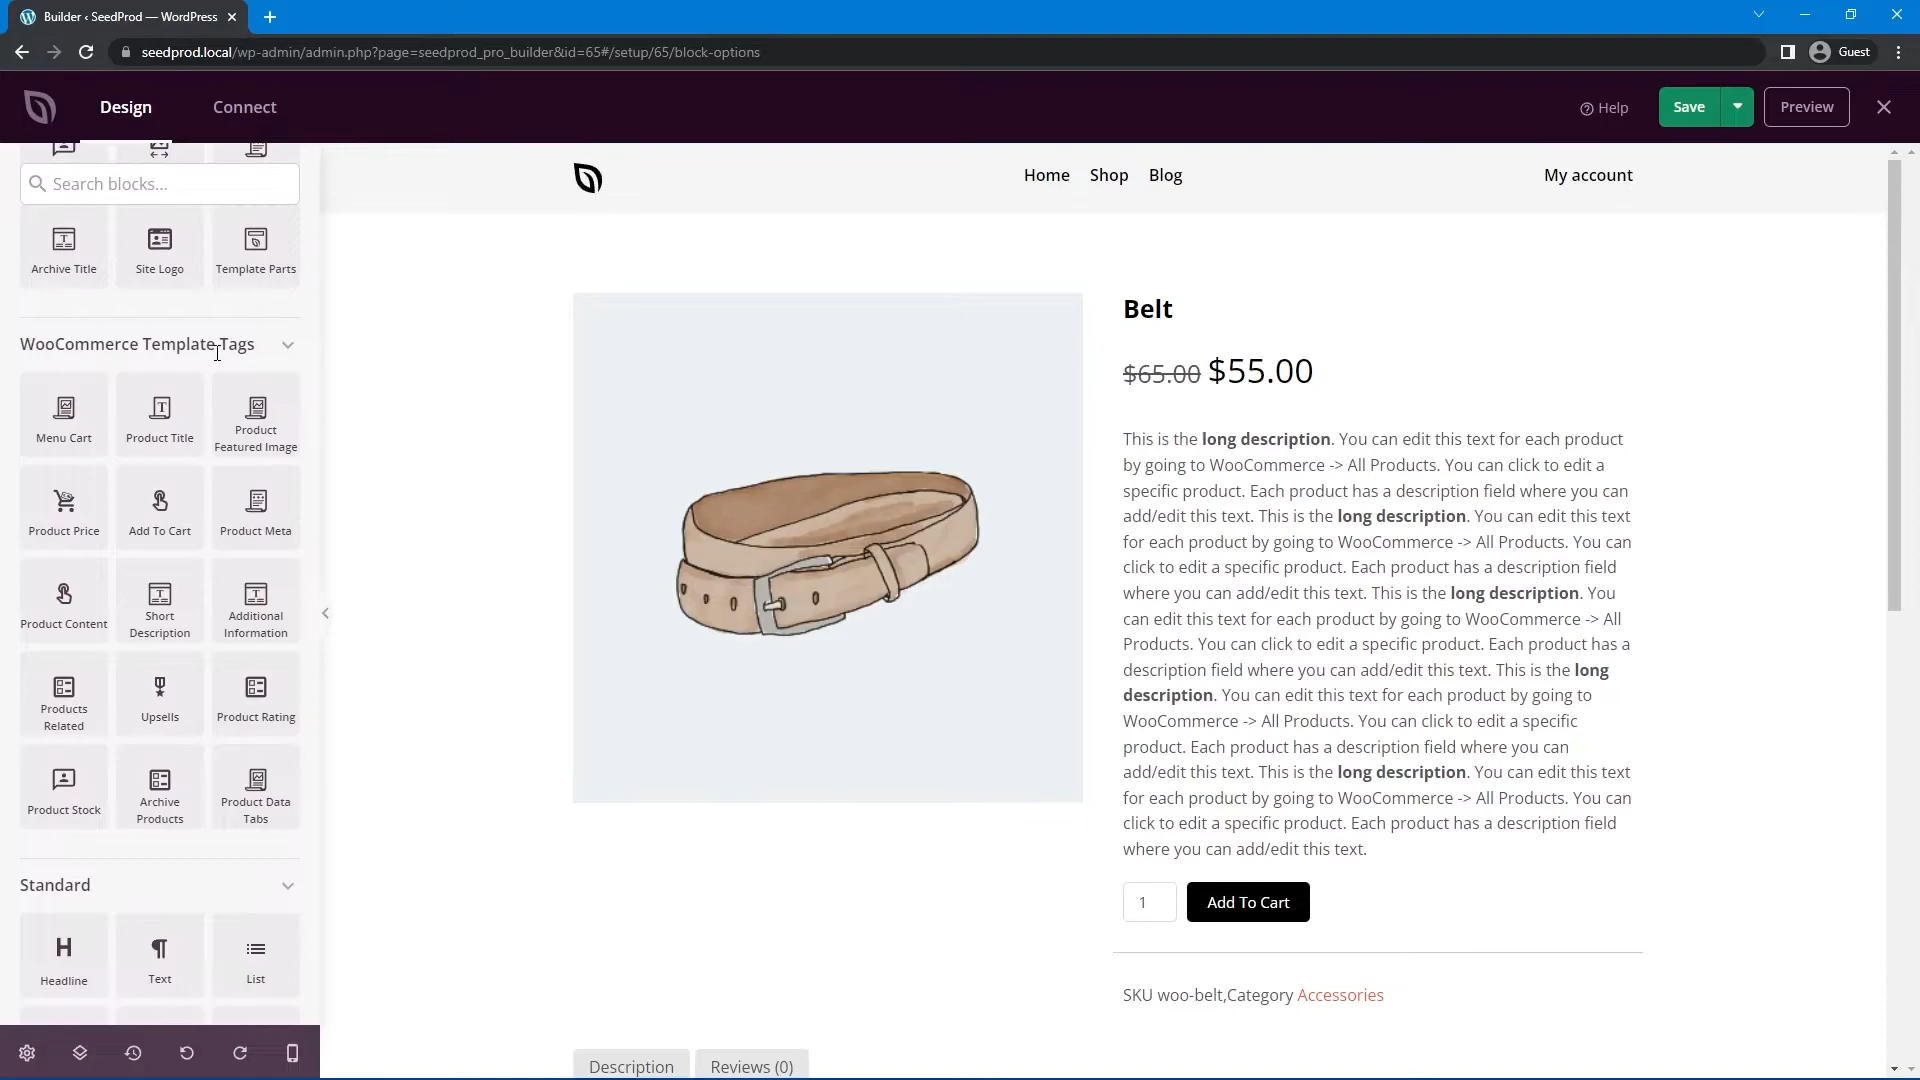 Builder ‹ SeedProd — WordPress
seedprod.local/wp-admin/admin.php?page=seedprod_pro_builder&id=65#/setup/65/block-options
Guest
Design
Connect
Help
Save
Preview
Search blocks...
Archive Title
Site Logo
Template Parts
WooCommerce Template Tags
Menu Cart
Product Title
Product
Featured Image
Product Price
Add To Cart
Product Meta
Product Content
Short
Description
Additional
Information
Products
Related
Upsells
Product Rating
Product Stock
Archive
Products
Product Data
Tabs
Standard
Headline
Text
List
Home
Shop
Blog
My account
Belt
$65.00 $55.00
This is the long description. You can edit this text for each product
by going to WooCommerce -> All Products. You can click to edit a
specific product. Each product has a description field where you can
add/edit this text. This is the long description. You can edit this text
for each product by going to WooCommerce -> All Products. You can
click to edit a specific product. Each product has a description field
where you can add/edit this text. This is the long description. You
can edit this text for each product by going to WooCommerce -> All
Products. You can click to edit a specific product. Each product has a
description field where you can add/edit this text. This is the long
description. You can edit this text for each product by going to
WooCommerce -> All Products. You can click to edit a specific
product. Each product has a description field where you can
add/edit this text. This is the long description. You can edit this text
for each product by going to WooCommerce -> All Products. You can
click to edit a specific product. Each product has a description field
where you can add/edit this text.
1
Add To Cart
SKU woo-belt,Category Accessories
Description
Reviews (0)